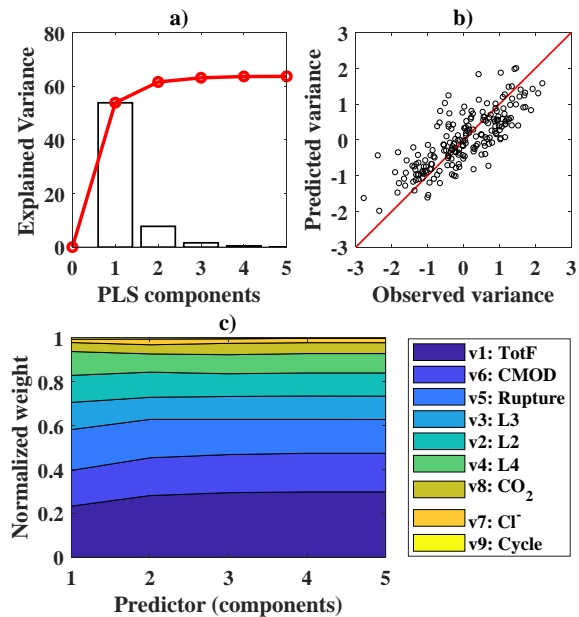 a)
80
60
40
20
0
0 1 2 3 4 5
Explained Variance
PLS components
b)
3
2
1
0
-1
-2
-3
-3 -2 -1 0 1 2 3
Predicted variance
Observed variance
c)
1
0.8
0.6
0.4
0.2
0
1 2 3 4 5
Normalized weight
Predictor (components)
v1: TotF
v6: CMOD
v5: Rupture
v3: L3
v2: L2
v4: L4
v8: CO₂
v7: Cl⁻
v9: Cycle